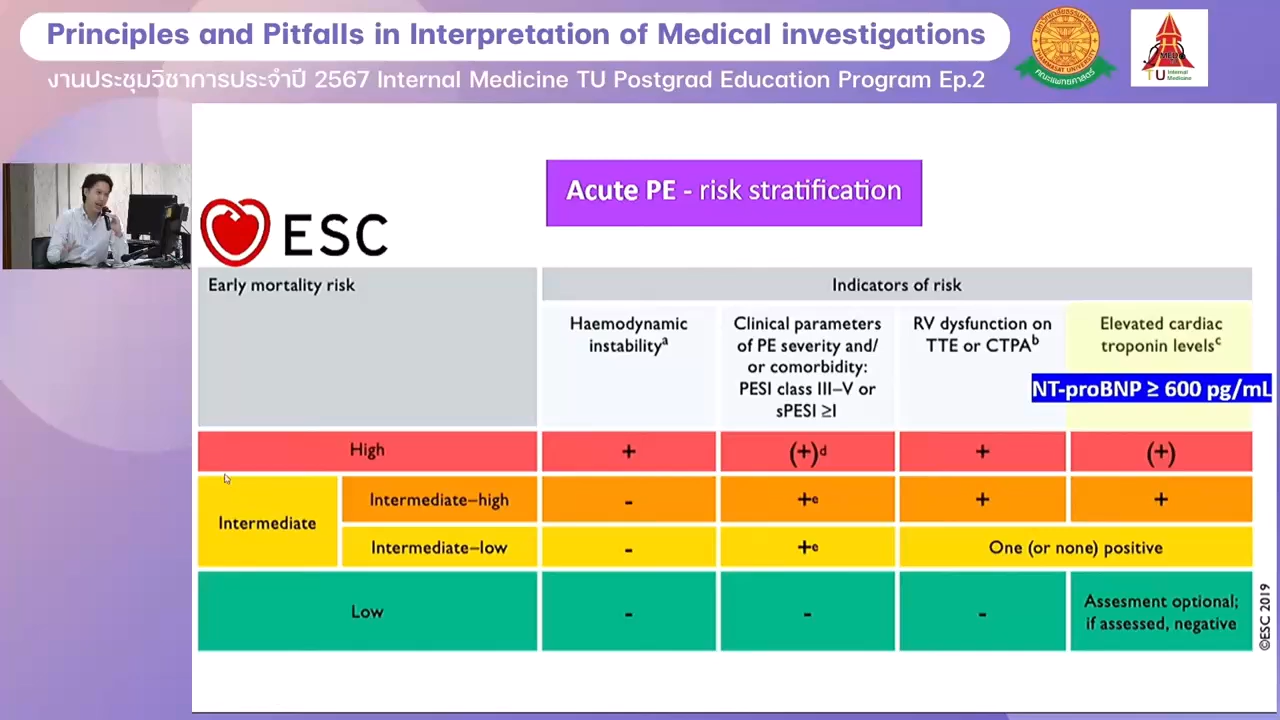 Principles and Pitfalls in Interpretation of Medical investigations
งานประชุมวิชาการประจำปี 2567 Internal Medicine TU Postgrad Education Program Ep.2
MED
TU Internal
Medicine
Acute PE - risk stratification
ESC
Early mortality risk
Indicators of risk
Haemodynamic
instabilityᵃ
Clinical parameters
of PE severity and/
or comorbidity:
PESI class III–V or
sPESI ≥I
RV dysfunction on
TTE or CTPAᵇ
Elevated cardiac
troponin levelsᶜ
NT-proBNP ≥ 600 pg/mL
High
+
(+)ᵈ
+
(+)
Intermediate
Intermediate–high
-
+ᵉ
+
+
Intermediate–low
-
+ᵉ
One (or none) positive
Low
-
-
-
Assesment optional;
if assessed, negative
©ESC 2019